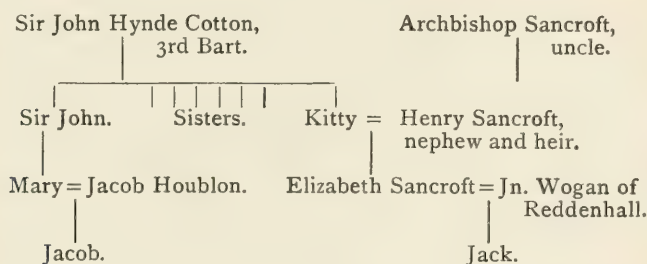 Sir John Hynde Cotton, Archbishop Sancroft,
3rd Bart. uncle.
Sir John. Sisters. Kitty = Henry Sancroft,
nephew and heir.
Mary = Jacob Houblon. Elizabeth Sancroft = Jn. Wogan of
Reddenhall.
Jacob. Jack.